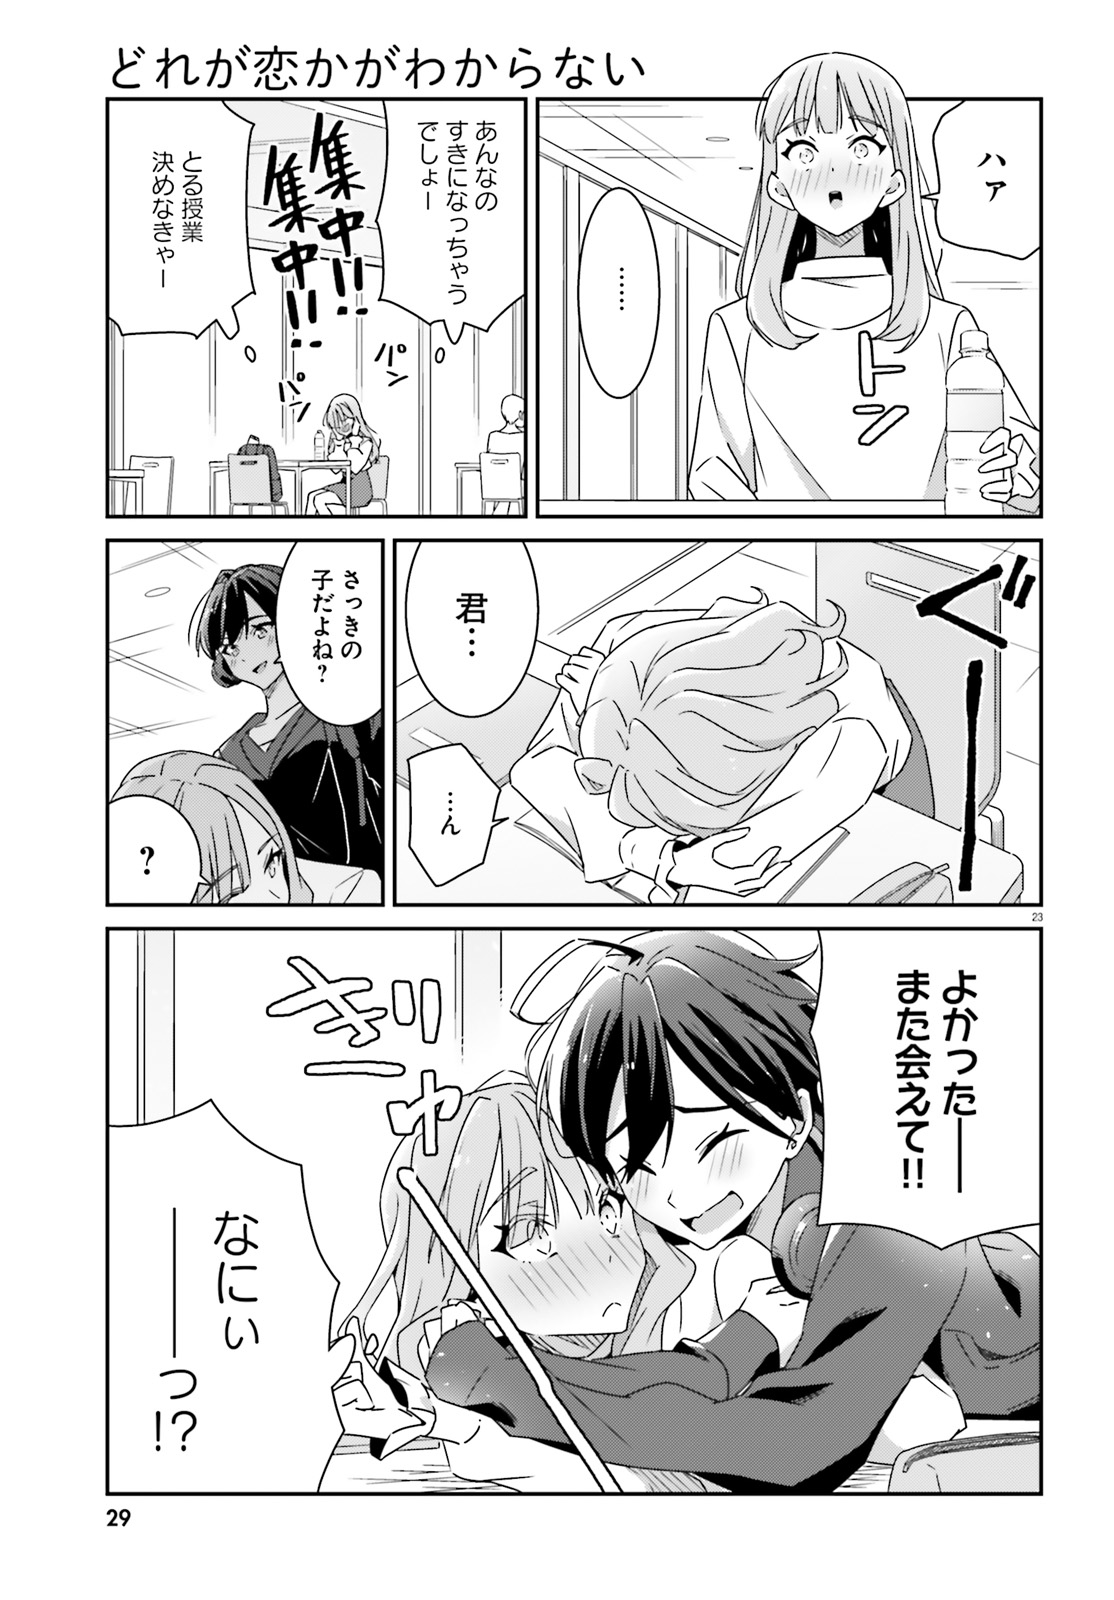 どれが恋かがわからない
ハァ
……
トン
あんなの
すきになっちゃう
でしょー
集中!!
集中!!
とる授業
決めなきゃー
パン
パン
ぐーー
君…
……ん
さっきの
子だよね?
?
23
よかった――
また会えて!!
ギュッ
なにぃ
――っ!?
29